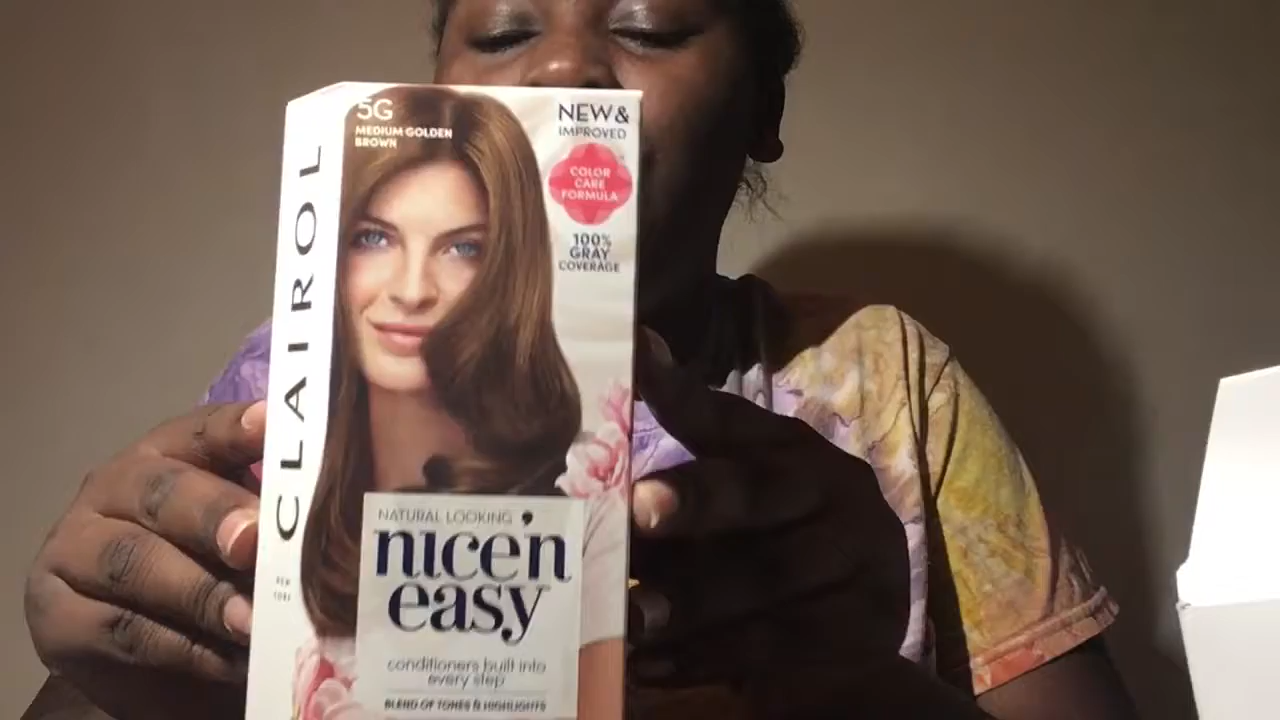 CLAIROL
5G
MEDIUM GOLDEN
BROWN
NEW &
IMPROVED
COLOR
CARE
FORMULA
100%
GRAY
COVERAGE
NATURAL LOOKING
nice'n
easy
conditioners built into
every step
BLEND OF TONES & HIGHLIGHTS